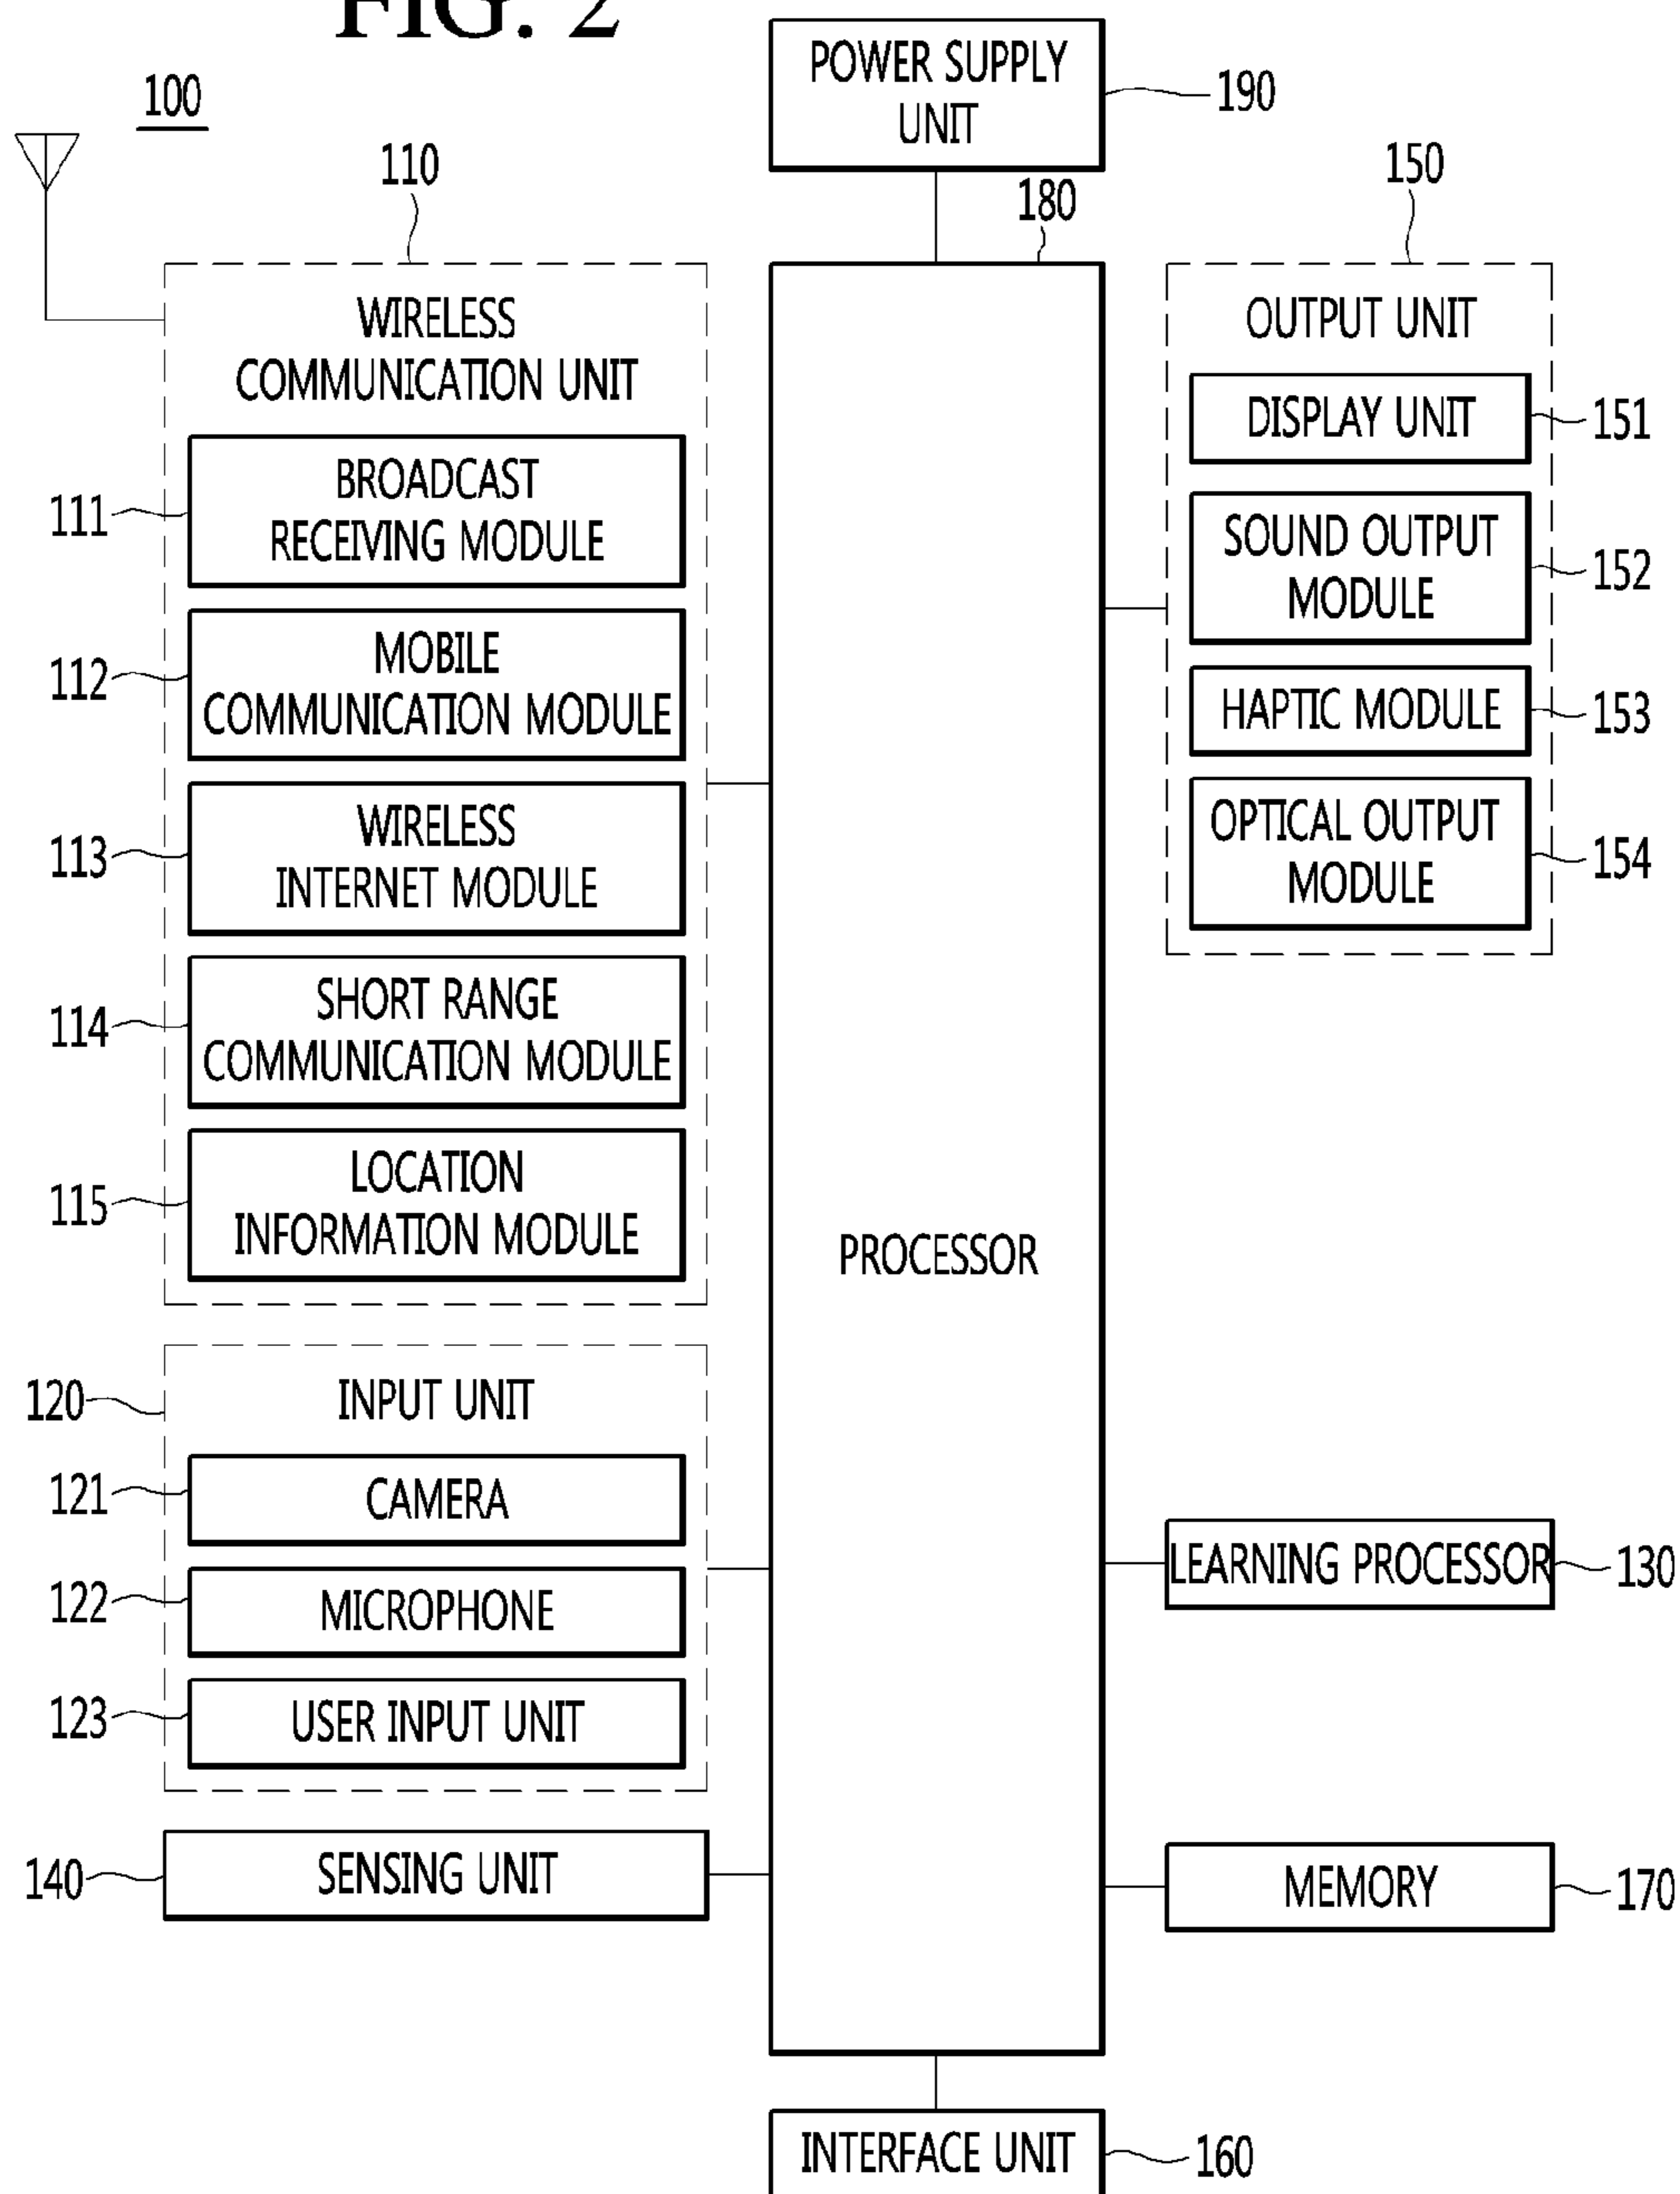 FIG. 2
100
POWER SUPPLY
UNIT
190
110
180
150
WIRELESS
COMMUNICATION UNIT
111
BROADCAST
RECEIVING MODULE
112
MOBILE
COMMUNICATION MODULE
113
WIRELESS
INTERNET MODULE
114
SHORT RANGE
COMMUNICATION MODULE
115
LOCATION
INFORMATION MODULE
120
INPUT UNIT
121
CAMERA
122
MICROPHONE
123
USER INPUT UNIT
140
SENSING UNIT
PROCESSOR
OUTPUT UNIT
DISPLAY UNIT
151
SOUND OUTPUT
MODULE
152
HAPTIC MODULE
153
OPTICAL OUTPUT
MODULE
154
LEARNING PROCESSOR
130
MEMORY
170
INTERFACE UNIT
160